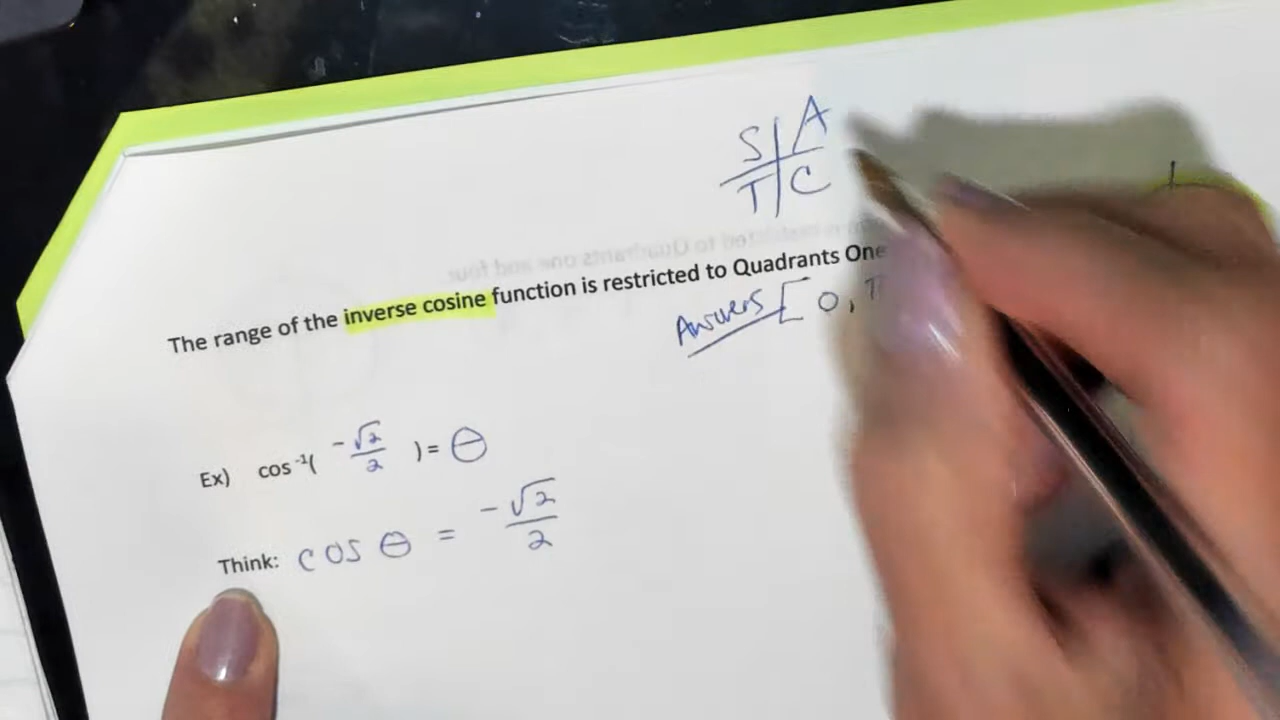 S A
T C
The range of the inverse cosine function is restricted to Quadrants One
Answers [ 0, π
Ex) cos⁻¹( -√2/2 ) = θ
Think: cos θ = -√2/2